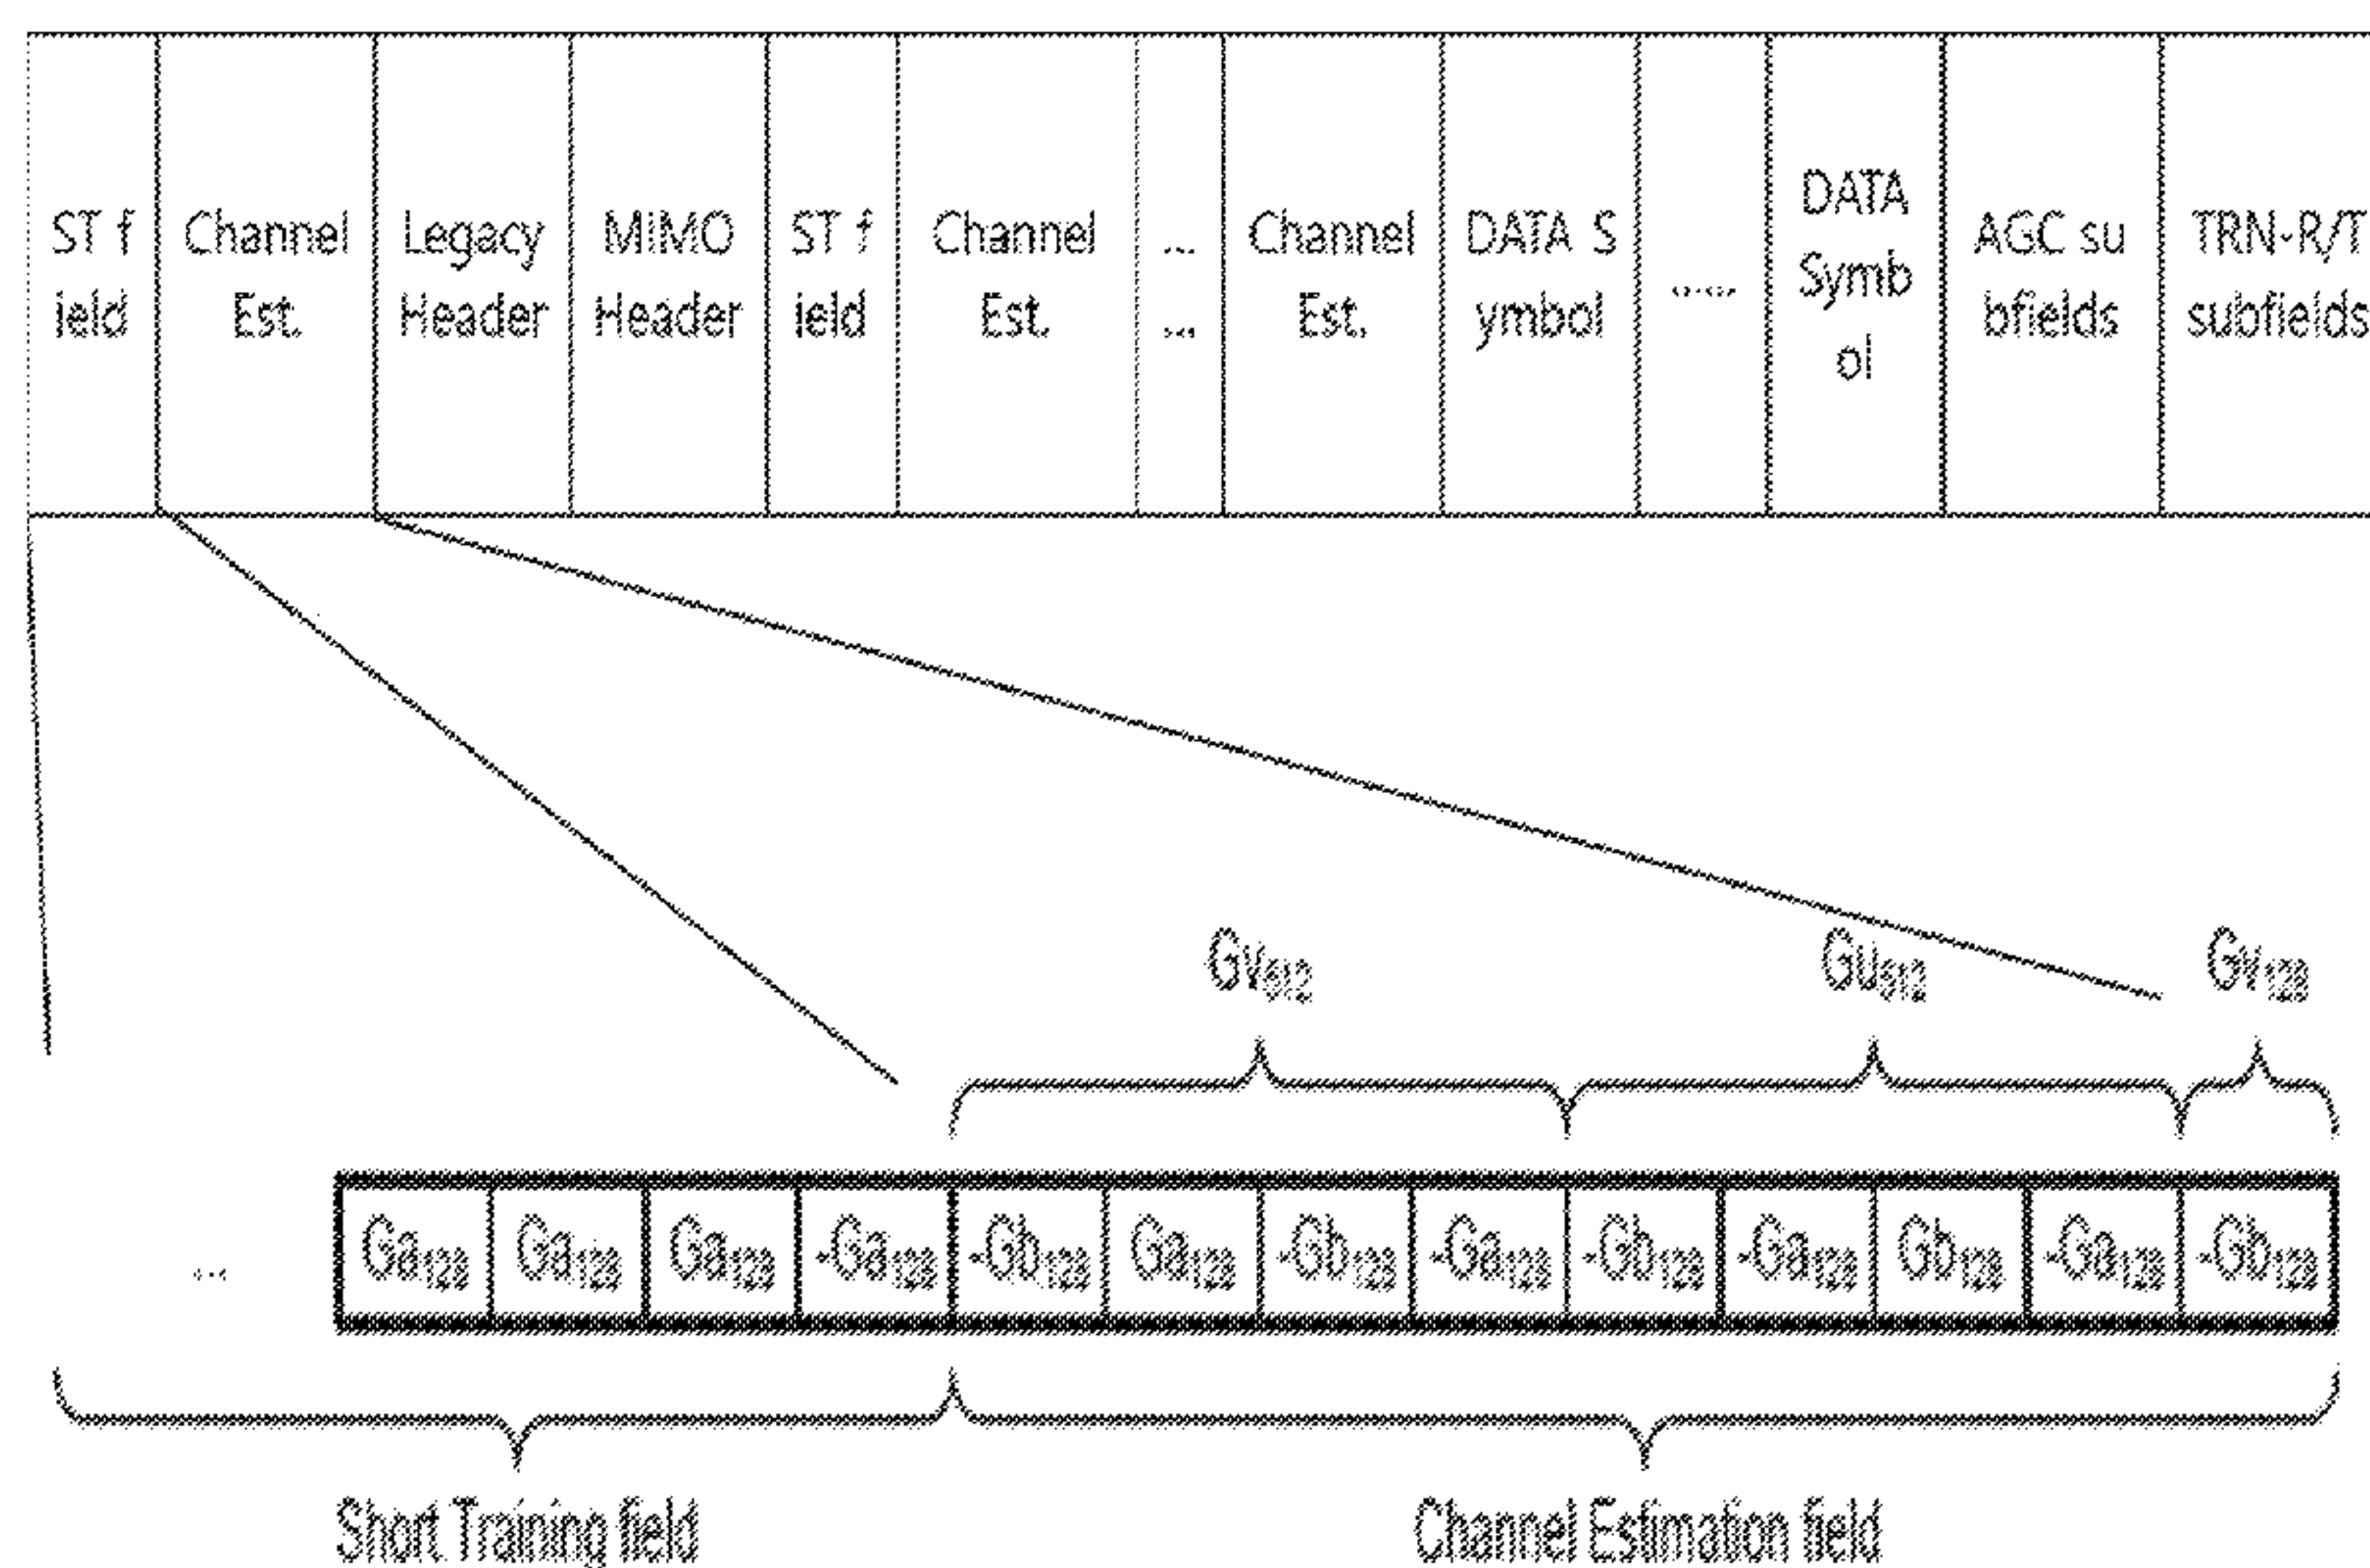 ST f
ield
Channel
Est.
Legacy
Header
MIMO
Header
ST f
ield
Channel
Est.
...
...
Channel
Est.
DATA S
ymbol
......
DATA
Symb
ol
AGC su
bfields
TRN-R/T
subfields
Gv512 Gu512 Gv128
... Ga128 Ga128 Ga128 -Ga128 -Gb128 Ga128 -Gb128 -Ga128 -Gb128 -Ga128 Gb128 -Ga128 -Gb128
Short Training field Channel Estimation field